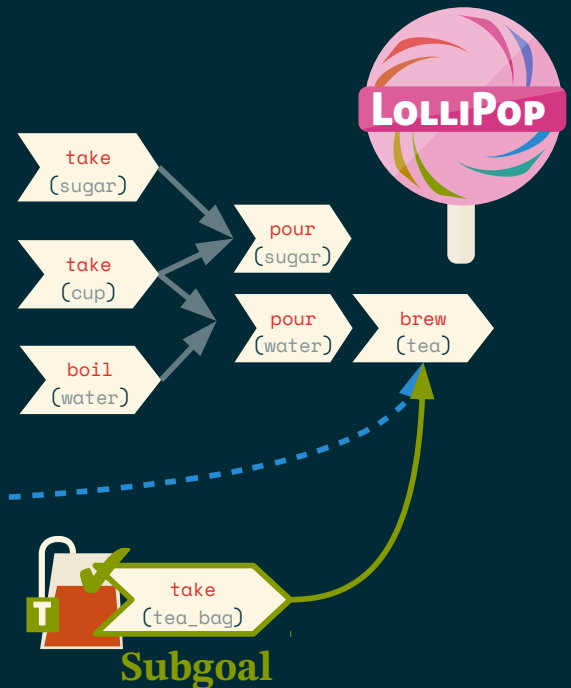 LOLLIPOP
take
(sugar)
pour
(sugar)
take
(cup)
pour
(water)
brew
(tea)
boil
(water)
T
take
(tea_bag)
Subgoal